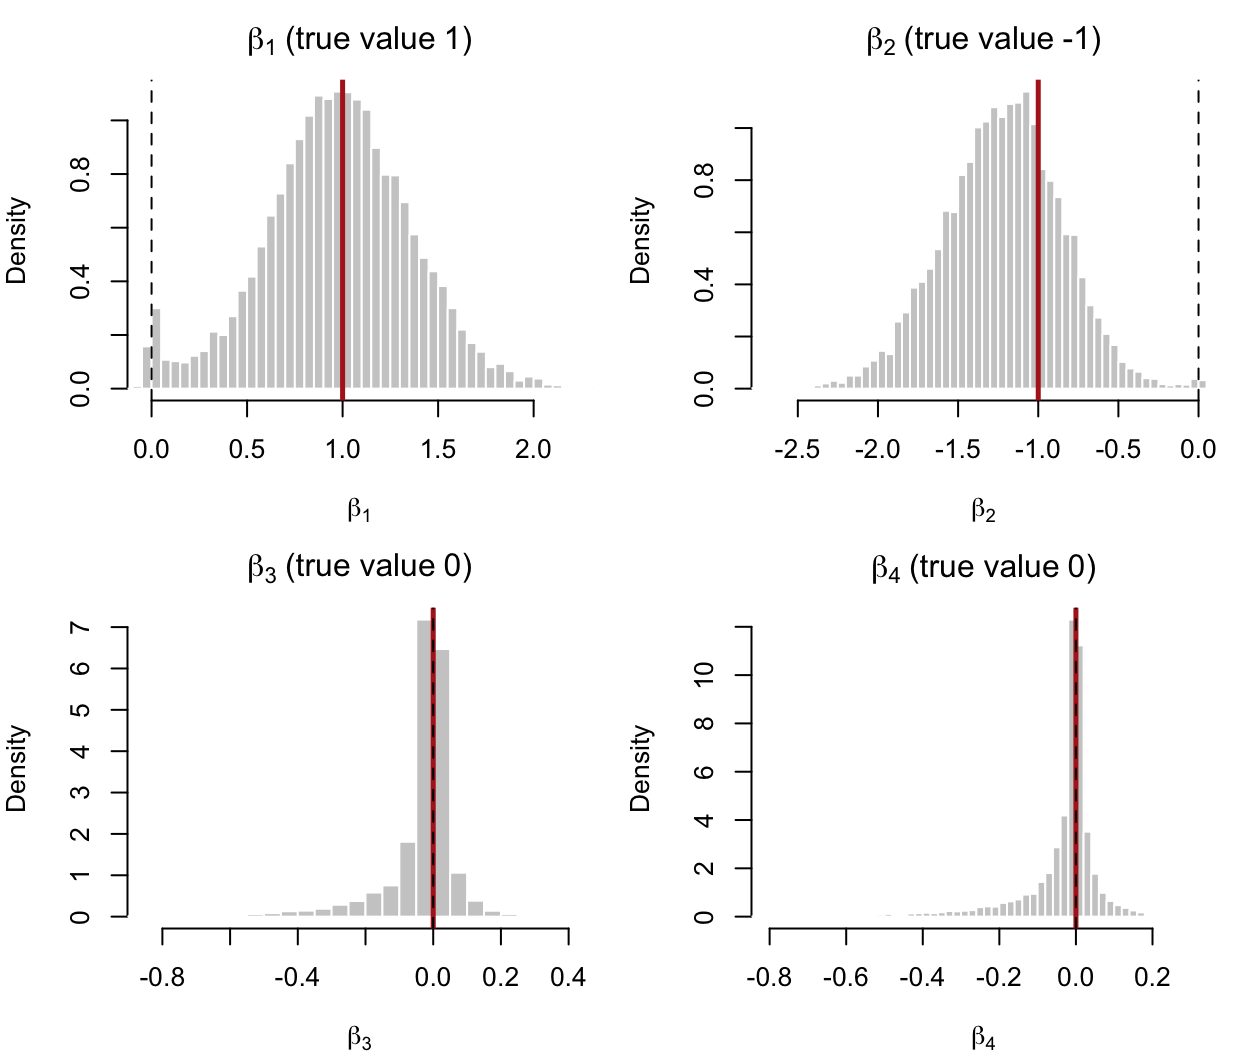 β1 (true value 1)
Density
0.0 0.4 0.8
0.0 0.5 1.0 1.5 2.0
β1
β2 (true value -1)
Density
0.0 0.4 0.8
-2.5 -2.0 -1.5 -1.0 -0.5 0.0
β2
β3 (true value 0)
Density
0 1 2 3 4 5 6 7
-0.8 -0.4 0.0 0.2 0.4
β3
β4 (true value 0)
Density
0 2 4 6 8 10
-0.8 -0.6 -0.4 -0.2 0.0 0.2
β4